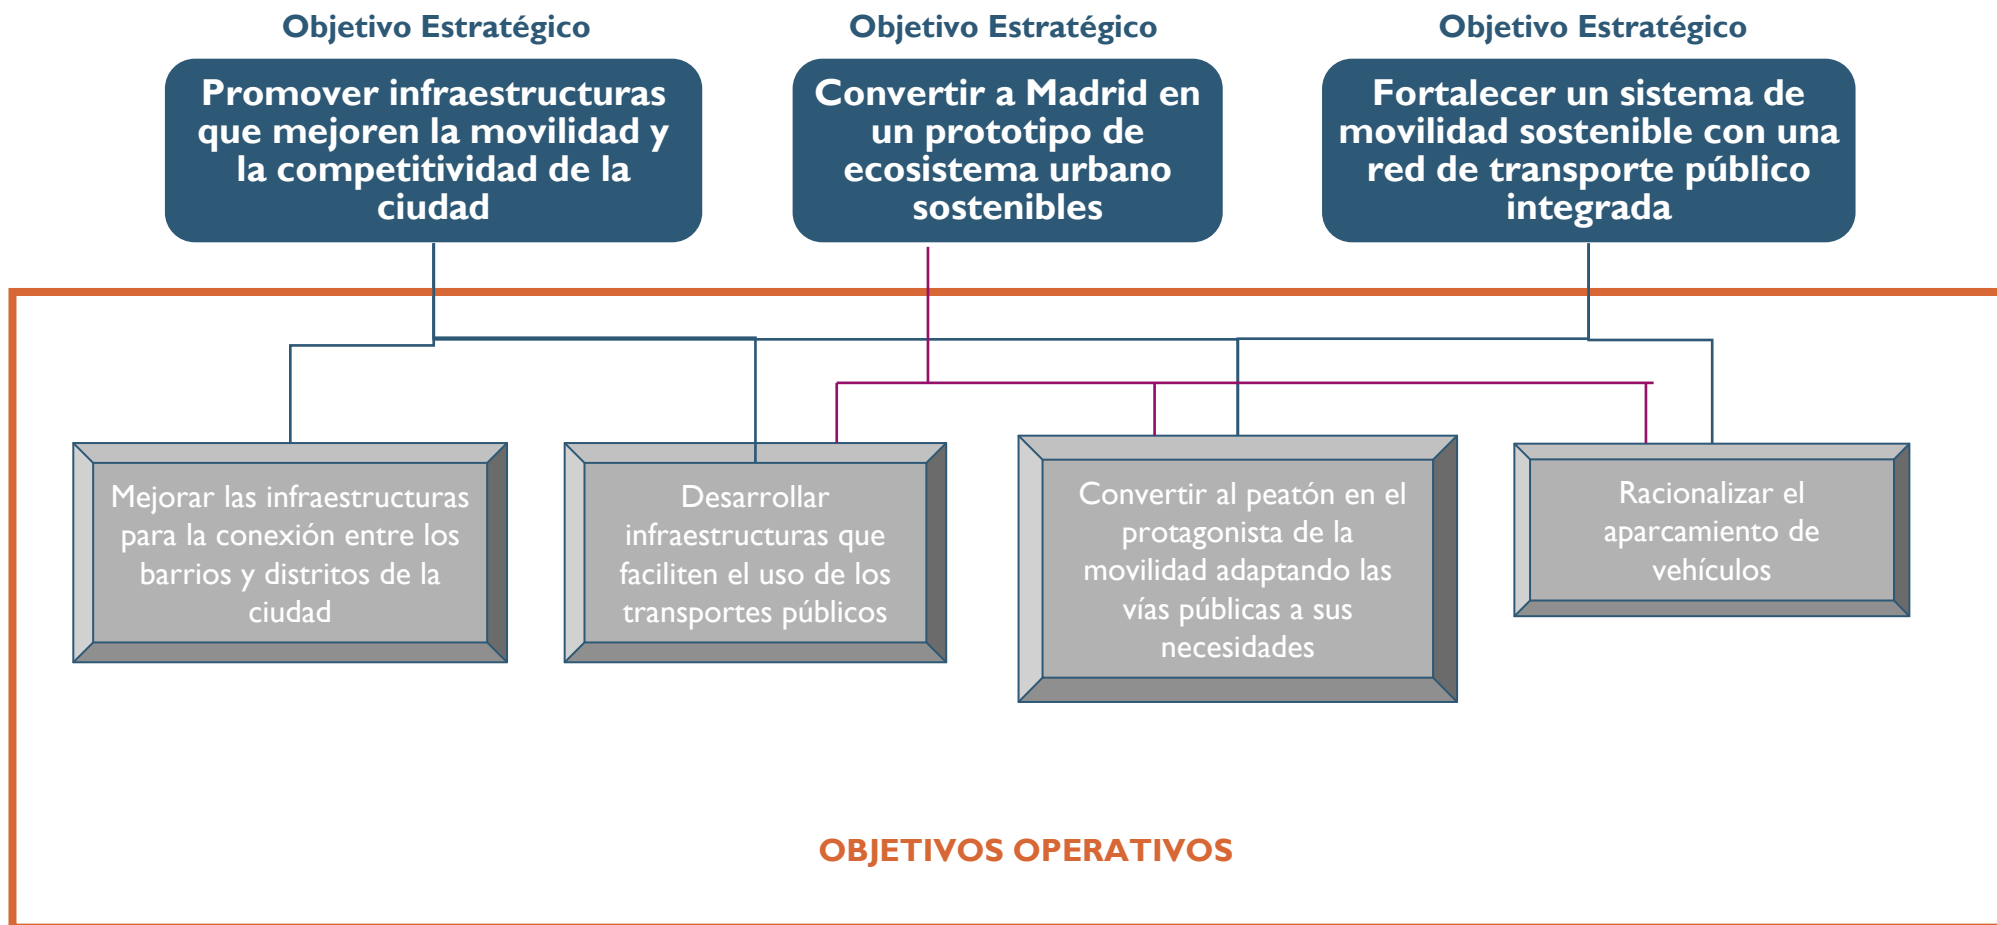 Objetivo Estratégico
Promover infraestructuras
que mejoren la movilidad y
la competitividad de la
ciudad
Objetivo Estratégico
Convertir a Madrid en
un prototipo de
ecosistema urbano
sostenibles
Objetivo Estratégico
Fortalecer un sistema de
movilidad sostenible con una
red de transporte público
integrada
Mejorar las infraestructuras
para la conexión entre los
barrios y distritos de la
ciudad
Desarrollar
infraestructuras que
faciliten el uso de los
transportes públicos
Convertir al peatón en el
protagonista de la
movilidad adaptando las
vías públicas a sus
necesidades
Racionalizar el
aparcamiento de
vehículos
OBJETIVOS OPERATIVOS